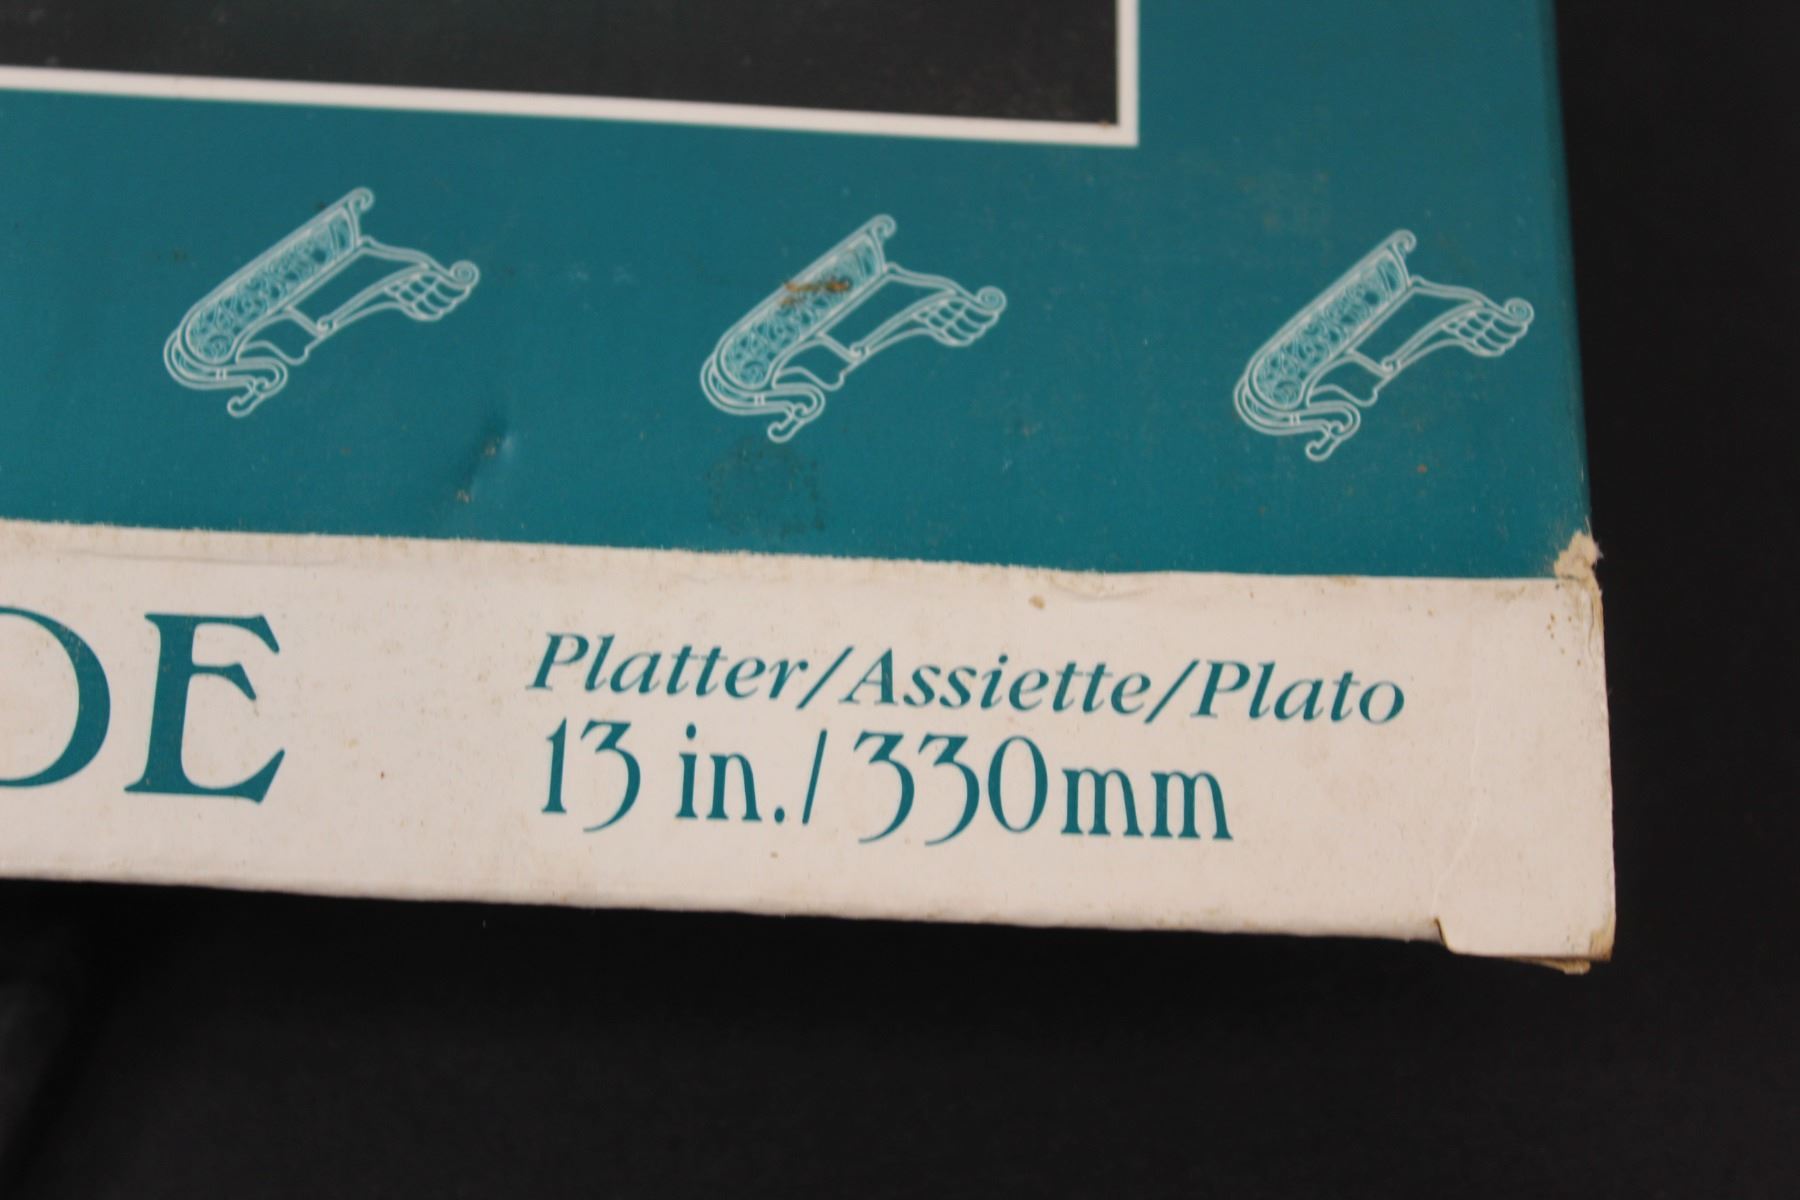 DE
Platter/Assiette/Plato
13 in./330mm